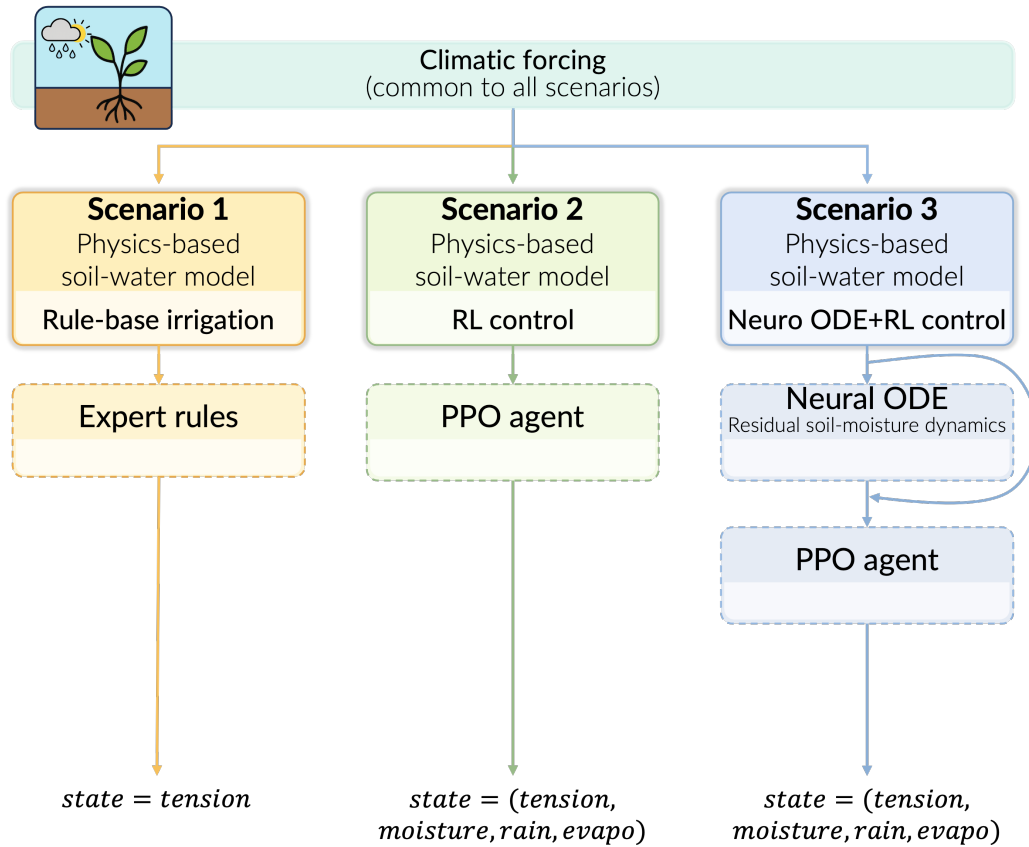 Climatic forcing
(common to all scenarios)
Scenario 1
Physics-based
soil-water model
Rule-base irrigation
Expert rules
state = tension
Scenario 2
Physics-based
soil-water model
RL control
PPO agent
state = (tension,
moisture, rain, evapo)
Scenario 3
Physics-based
soil-water model
Neuro ODE+RL control
Neural ODE
Residual soil-moisture dynamics
PPO agent
state = (tension,
moisture, rain, evapo)